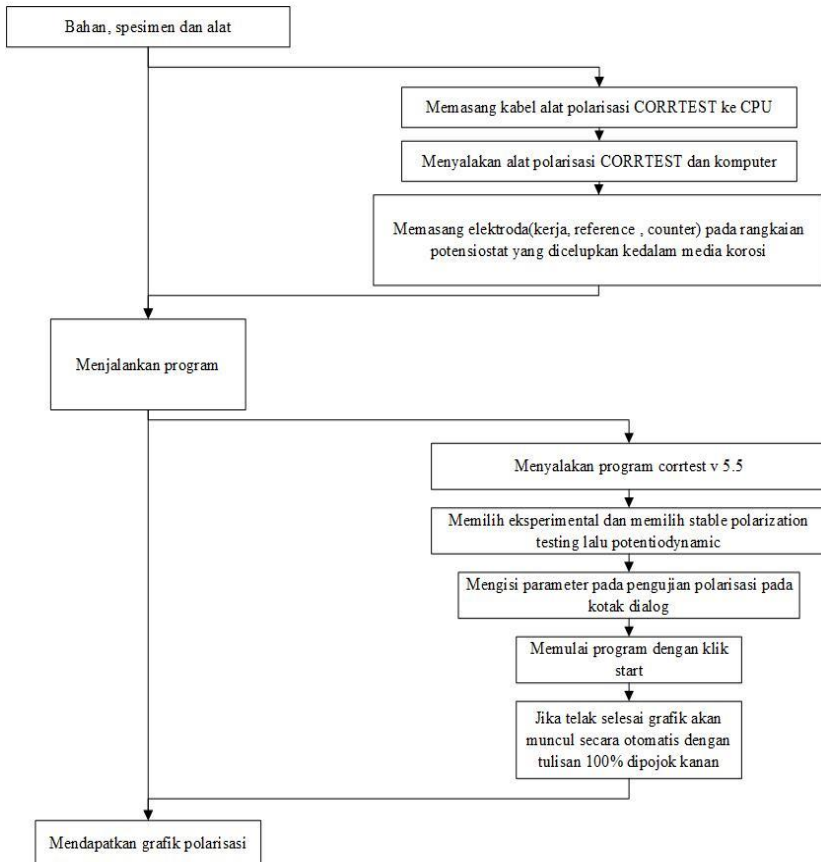 Bahan, spesimen dan alat
Memasang kabel alat polarisasi CORRTEST ke CPU
Menyalakan alat polarisasi CORRTEST dan komputer
Memasang elektroda(kerja, reference , counter) pada rangkaian
potensiostat yang dicelupkan kedalam media korosi
Menjalankan program
Menyalakan program corrtest v 5.5
Memilih eksperimental dan memilih stable polarization
testing lalu potentiodynamic
Mengisi parameter pada pengujian polarisasi pada
kotak dialog
Memulai program dengan klik
start
Jika telak selesai grafik akan
muncul secara otomatis dengan
tulisan 100% dipojok kanan
Mendapatkan grafik polarisasi